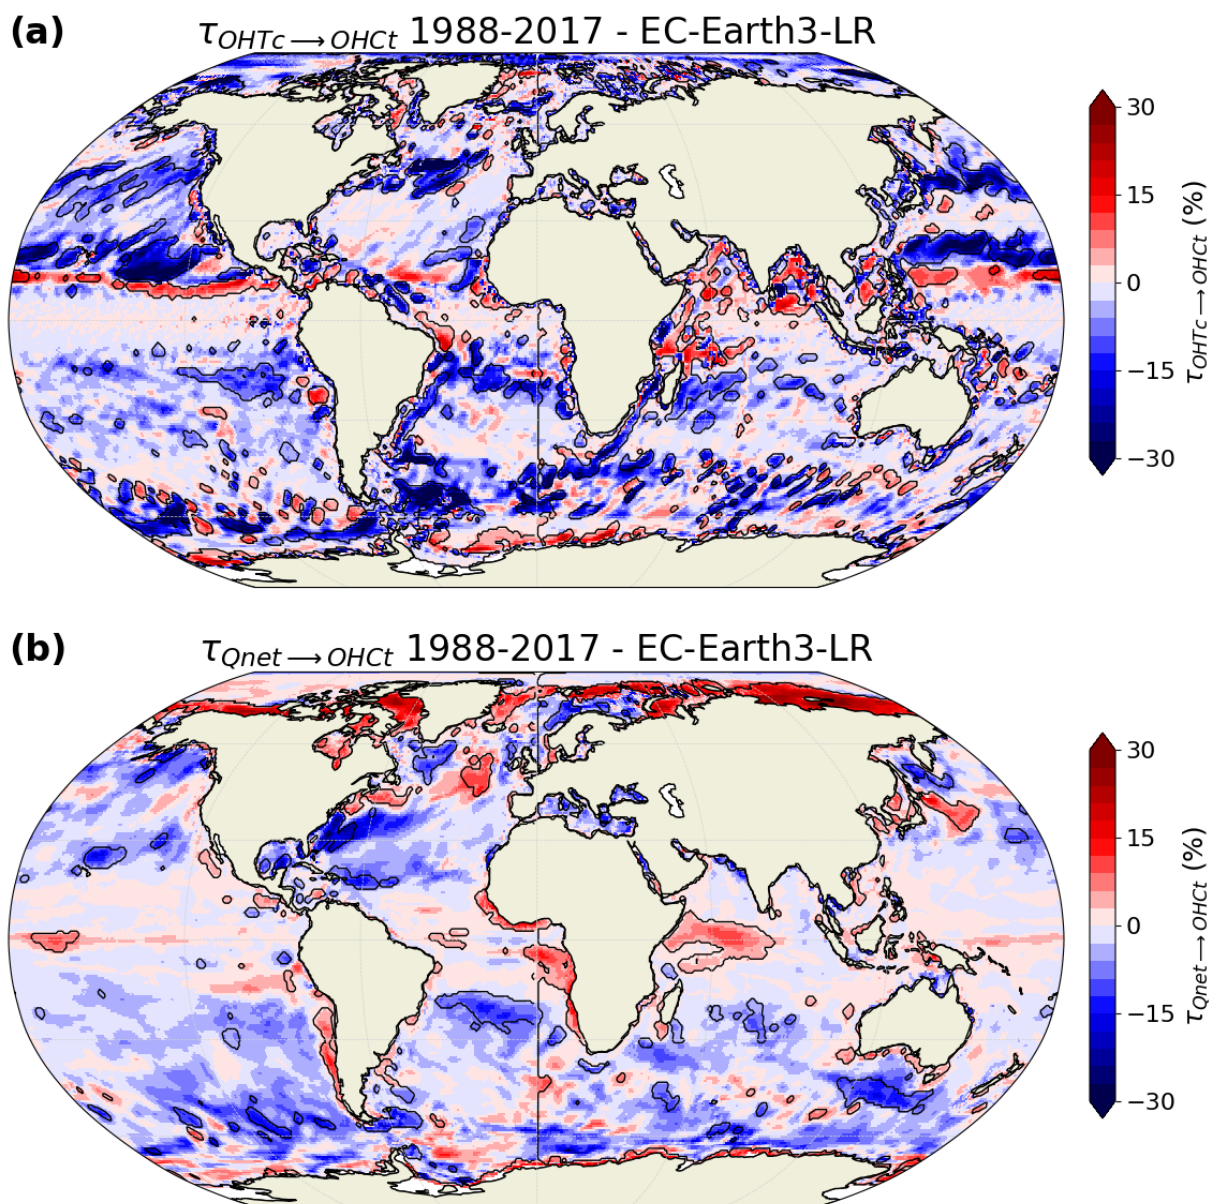 (a) τOHTc→OHCt 1988-2017 - EC-Earth3-LR
30
15
0
−15
−30
τOHTc→OHCt (%)
(b) τQnet→OHCt 1988-2017 - EC-Earth3-LR
30
15
0
−15
−30
τQnet→OHCt (%)